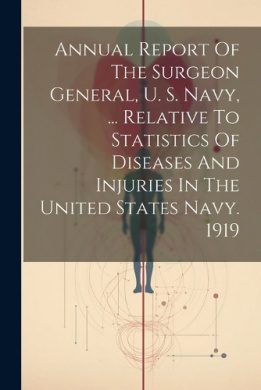 Annual Report Of
The Surgeon
General, U. S. Navy,
... Relative To
Statistics Of
Diseases And
Injuries In The
United States Navy.
1919